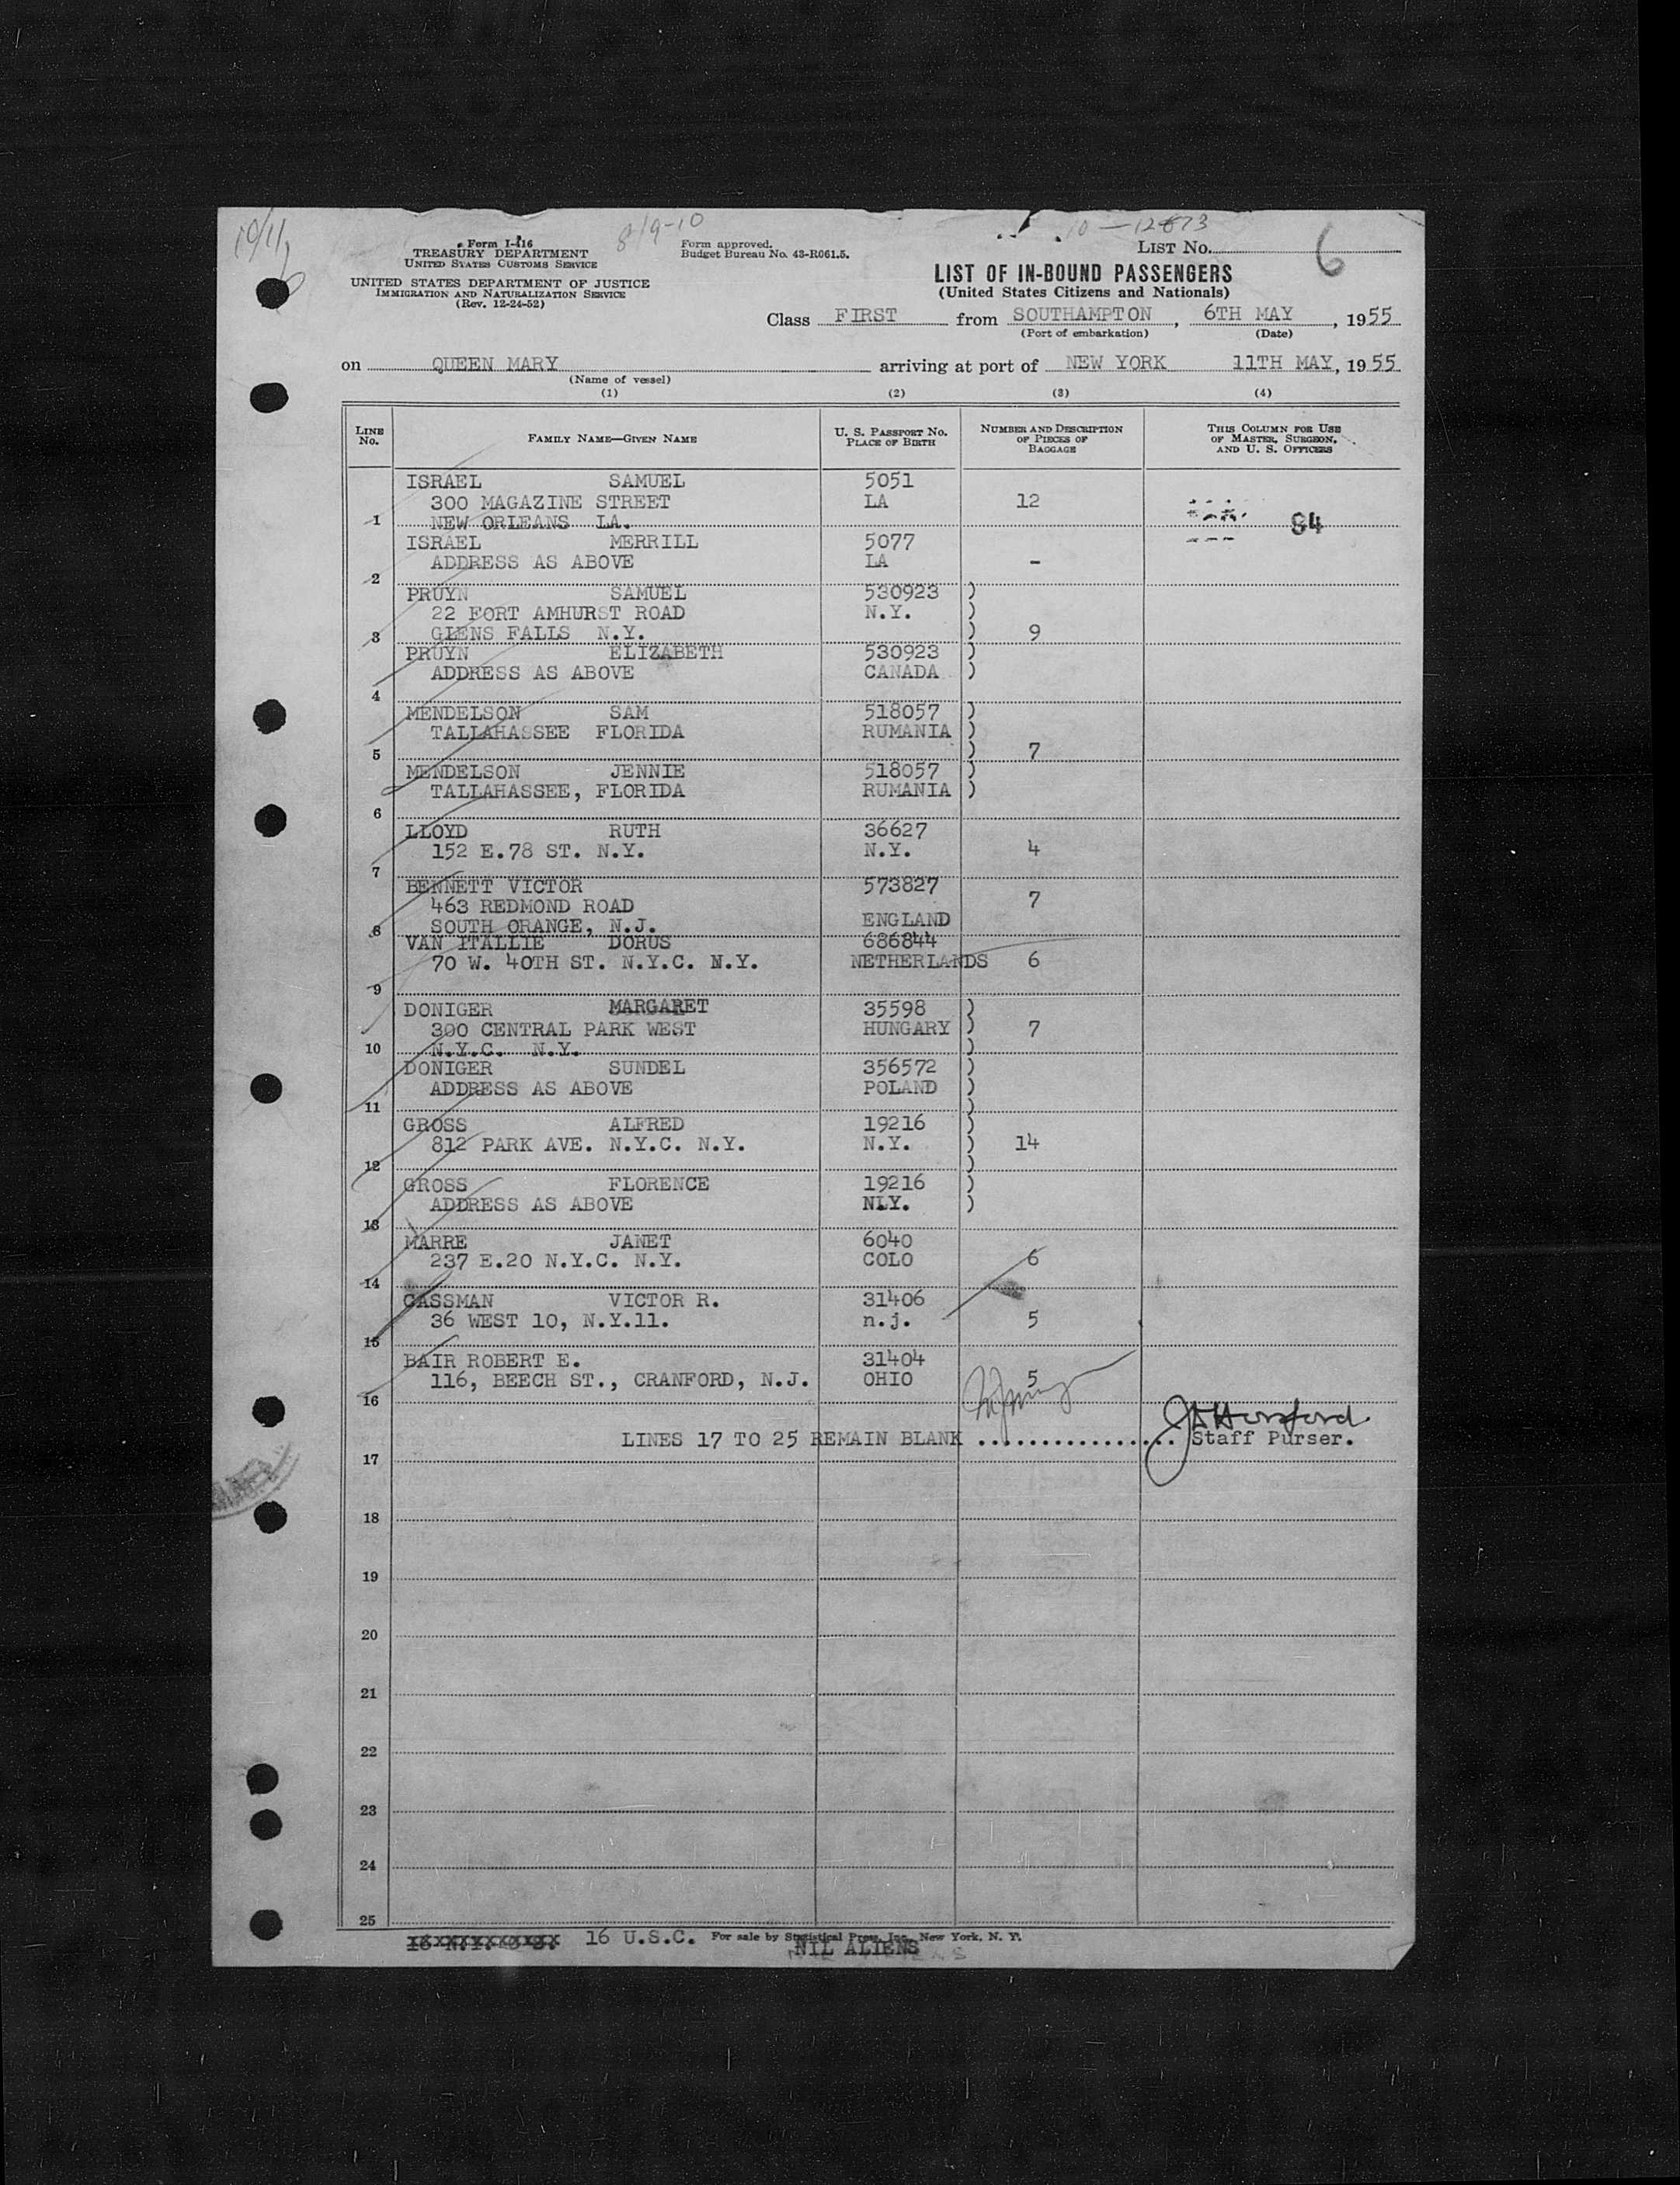 10/11/
8/9-10
10-12873
Form I-416
TREASURY DEPARTMENT
UNITED STATES CUSTOMS SERVICE
Form approved.
Budget Bureau No. 43-R061.5.
LIST NO. 6
UNITED STATES DEPARTMENT OF JUSTICE
IMMIGRATION AND NATURALIZATION SERVICE
(Rev. 12-24-52)
LIST OF IN-BOUND PASSENGERS
(United States Citizens and Nationals)
Class FIRST from SOUTHAMPTON, 6TH MAY, 1955
(Port of embarkation) (Date)
on QUEEN MARY arriving at port of NEW YORK 11TH MAY, 1955
(Name of vessel)
(1) (2) (3) (4)
LINE No. FAMILY NAME—GIVEN NAME U. S. PASSPORT NO. PLACE OF BIRTH NUMBER AND DESCRIPTION OF PIECES OF BAGGAGE THIS COLUMN FOR USE OF MASTER, SURGEON, AND U. S. OFFICERS
ISRAEL SAMUEL 5051
300 MAGAZINE STREET LA 12
1 NEW ORLEANS LA. 84
ISRAEL MERRILL 5077
ADDRESS AS ABOVE LA -
2
PRUYN SAMUEL 530923 )
22 FORT AMHURST ROAD N.Y. )
3 GLENS FALLS N.Y. ) 9
PRUYN ELIZABETH 530923 )
ADDRESS AS ABOVE CANADA )
4
MENDELSON SAM 518057 )
TALLAHASSEE FLORIDA RUMANIA )
5 ) 7
MENDELSON JENNIE 518057 )
TALLAHASSEE, FLORIDA RUMANIA )
6
LLOYD RUTH 36627
152 E.78 ST. N.Y. N.Y. 4
7
BENNETT VICTOR 573827
463 REDMOND ROAD 7
8 SOUTH ORANGE, N.J. ENGLAND
VAN ITALLIE DORUS 686844
70 W. 40TH ST. N.Y.C. N.Y. NETHERLANDS 6
9
DONIGER MARGARET 35598 )
300 CENTRAL PARK WEST HUNGARY ) 7
10 N.Y.C. N.Y. )
DONIGER SUNDEL 356572 )
ADDRESS AS ABOVE POLAND )
11 )
GROSS ALFRED 19216 )
812 PARK AVE. N.Y.C. N.Y. N.Y. ) 14
12 )
GROSS FLORENCE 19216 )
ADDRESS AS ABOVE NLY. )
13
MARRE JANET 6040
237 E.20 N.Y.C. N.Y. COLO 6
14
CASSMAN VICTOR R. 31406
36 WEST 10, N.Y.11. n.j. 5
15
BAIR ROBERT E. 31404
116, BEECH ST., CRANFORD, N.J. OHIO 5
16
LINES 17 TO 25 REMAIN BLANK ................ Staff Purser.
17
18
19
20
21
22
23
24
25
16 U.S.C. For sale by Statistical Press, Inc., New York, N. Y.
NIL ALIENS